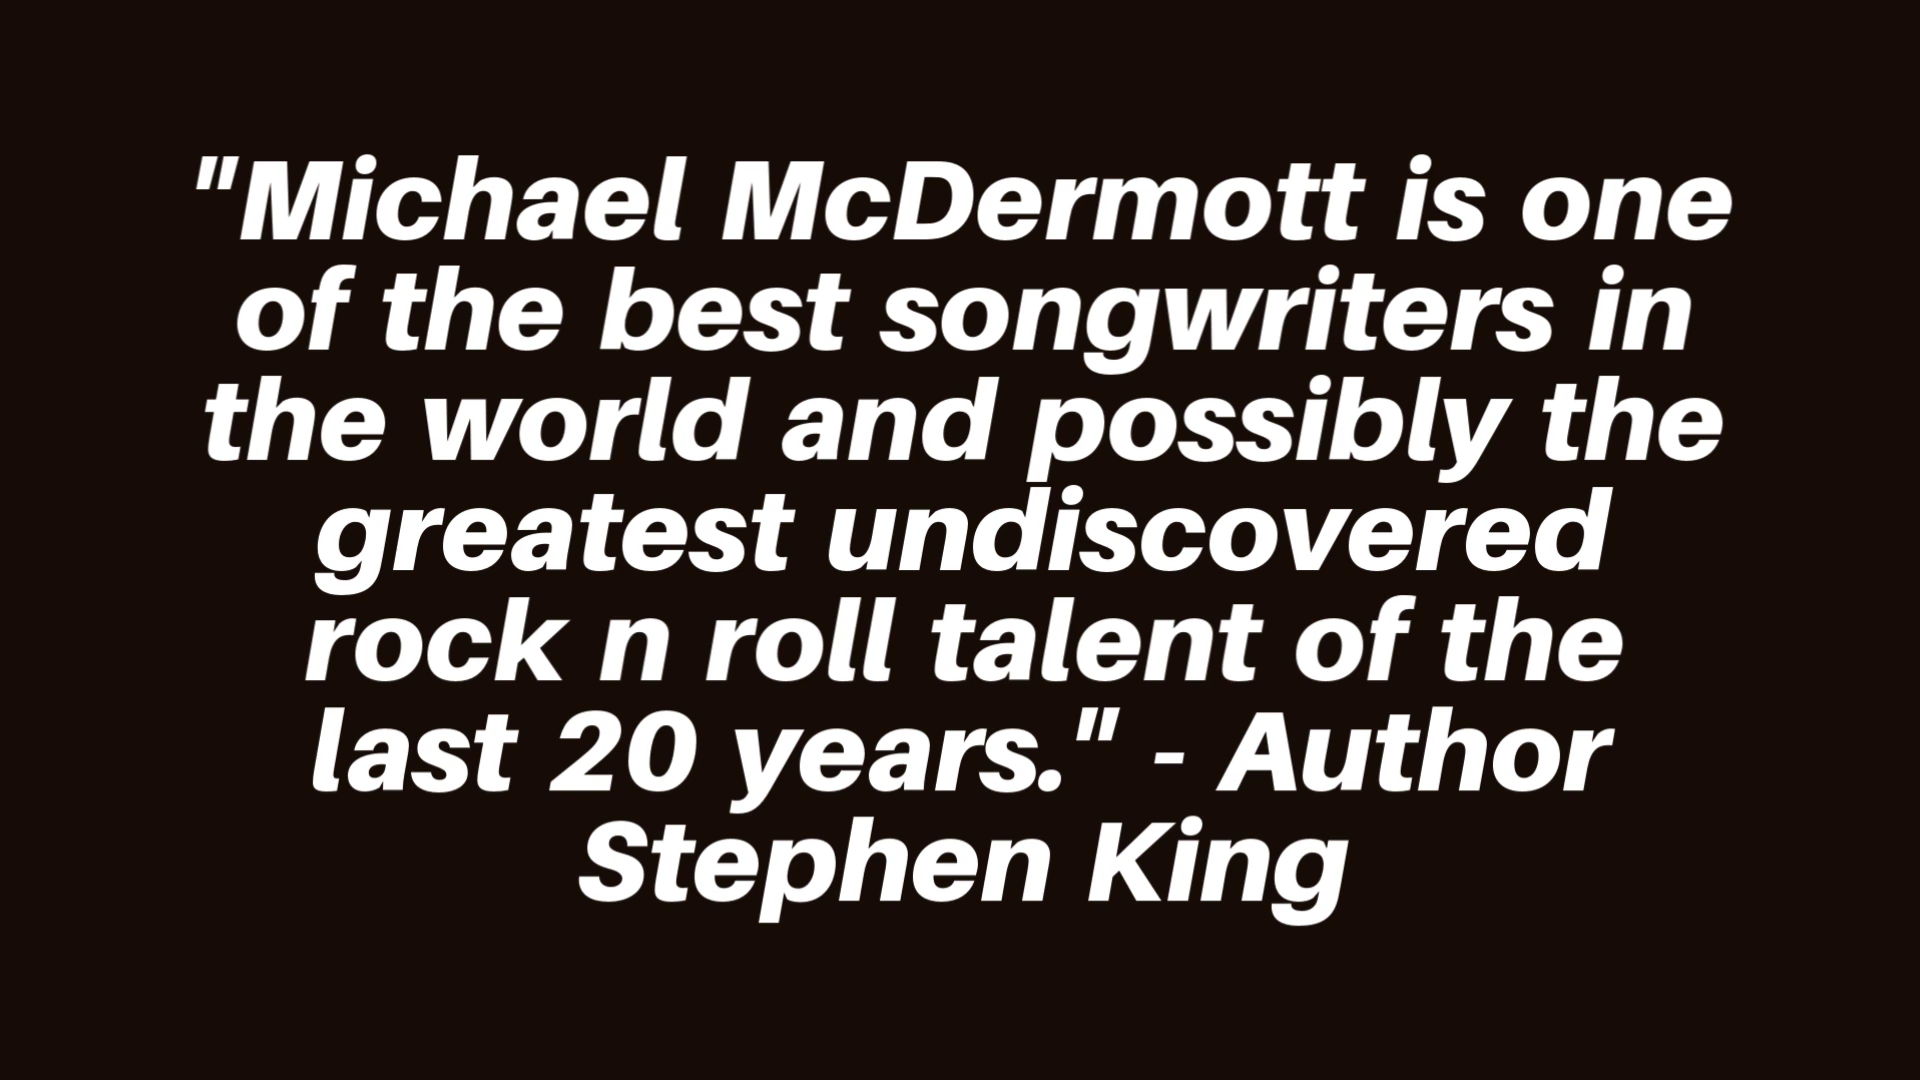 "Michael McDermott is one
of the best songwriters in
the world and possibly the
greatest undiscovered
rock n roll talent of the
last 20 years." - Author
Stephen King